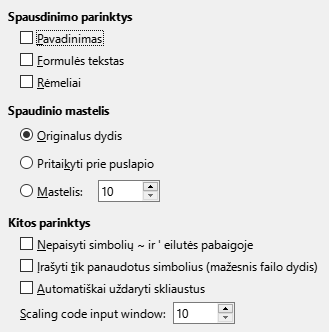 Spausdinimo parinktys
Pavadinimas
Formulės tekstas
Rėmeliai
Spaudinio mastelis
Originalus dydis
Pritaikyti prie puslapio
Mastelis: 10
Kitos parinktys
Nepaisyti simbolių ~ ir ' eilutės pabaigoje
Įrašyti tik panaudotus simbolius (mažesnis failo dydis)
Automatiškai uždaryti skliaustus
Scaling code input window: 10